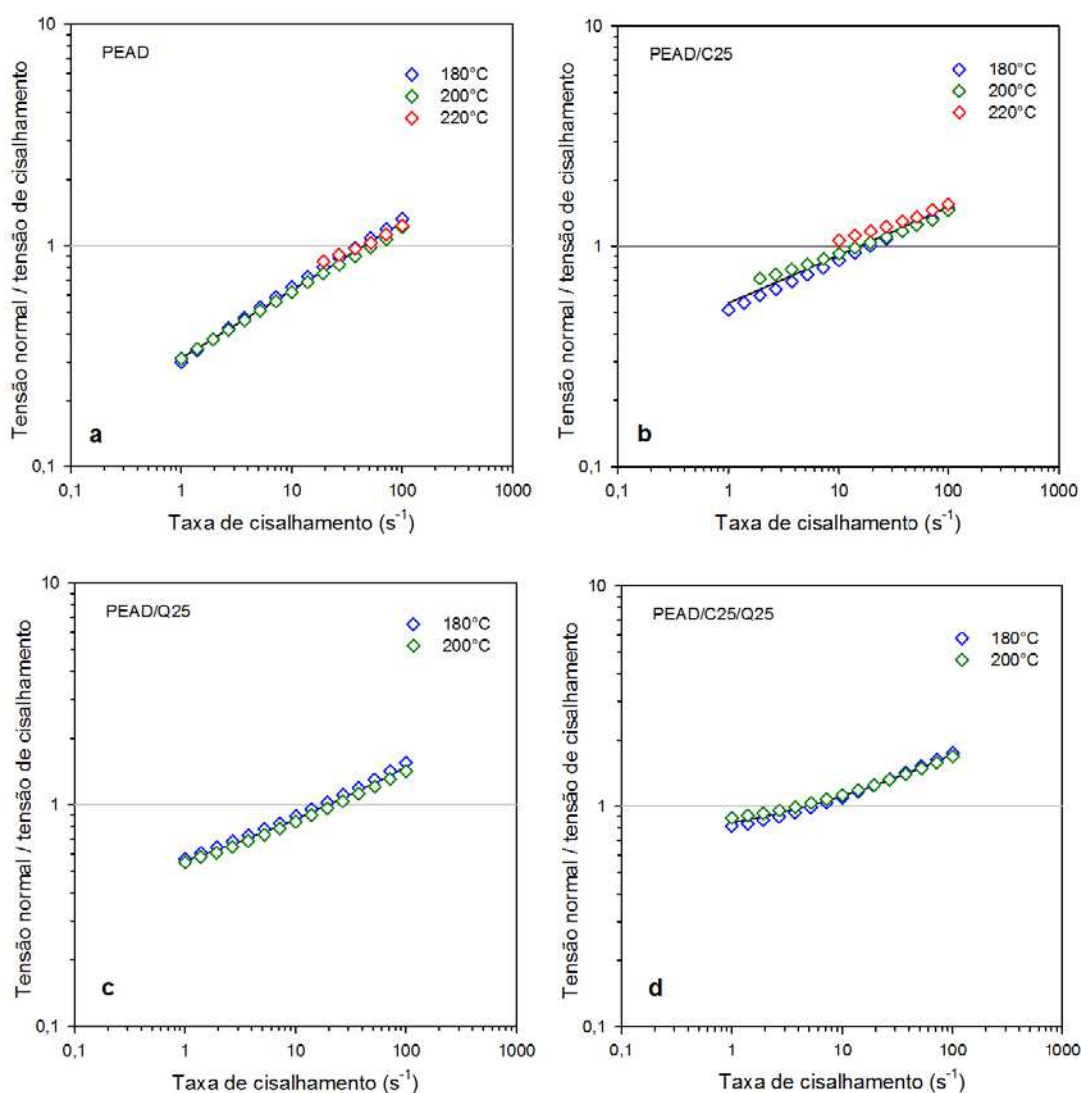 PEAD
180°C
200°C
220°C
10
1
0,1
Tensão normal / tensão de cisalhamento
a
0,1
1
10
100
1000
Taxa de cisalhamento (s⁻¹)
PEAD/C25
180°C
200°C
220°C
10
1
0,1
Tensão normal / tensão de cisalhamento
b
0,1
1
10
100
1000
Taxa de cisalhamento (s⁻¹)
PEAD/Q25
180°C
200°C
10
1
0,1
Tensão normal / tensão de cisalhamento
c
0,1
1
10
100
1000
Taxa de cisalhamento (s⁻¹)
PEAD/C25/Q25
180°C
200°C
10
1
0,1
Tensão normal / tensão de cisalhamento
d
0,1
1
10
100
1000
Taxa de cisalhamento (s⁻¹)